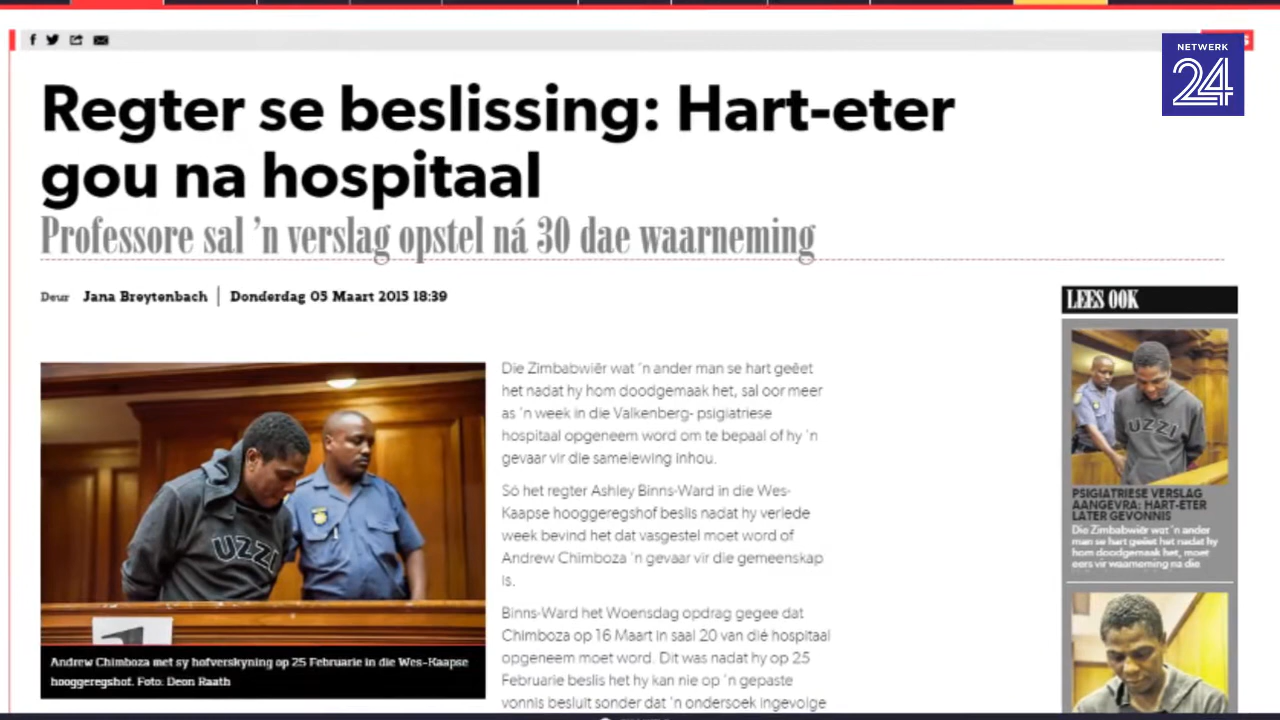 NETWERK
24
Regter se beslissing: Hart-eter
gou na hospitaal
Professore sal 'n verslag opstel ná 30 dae waarneming
Deur Jana Breytenbach | Donderdag 05 Maart 2015 18:39
Die Zimbabwiër wat 'n ander man se hart geëet
het nadat hy hom doodgemaak het, sal oor meer
as 'n week in die Valkenberg- psigiatriese
hospitaal opgeneem word om te bepaal of hy 'n
gevaar vir die samelewing inhou.
Só het regter Ashley Binns-Ward in die Wes-
Kaapse hooggeregshof beslis nadat hy verlede
week bevind het dat vasgestel moet word of
Andrew Chimboza 'n gevaar vir die gemeenskap
is.
Binns-Ward het Woensdag opdrag gegee dat
Chimboza op 16 Maart in saal 20 van dié hospitaal
opgeneem moet word. Dit was nadat hy op 25
Februarie beslis het hy kan nie op 'n gepaste
vonnis besluit sonder dat 'n ondersoek ingevolge
UZZI
Andrew Chimboza met sy hofverskyning op 25 Februarie in die Wes-Kaapse
hooggeregshof. Foto: Deon Raath
LEES OOK
UZZI
PSIGIATRIESE VERSLAG
AANGEVRA: HART-ETER
LATER GEVONNIS
Die Zimbabwiër wat 'n ander
man se hart geëet het nadat hy
hom doodgemaak het, moet
eers vir waarneming na die